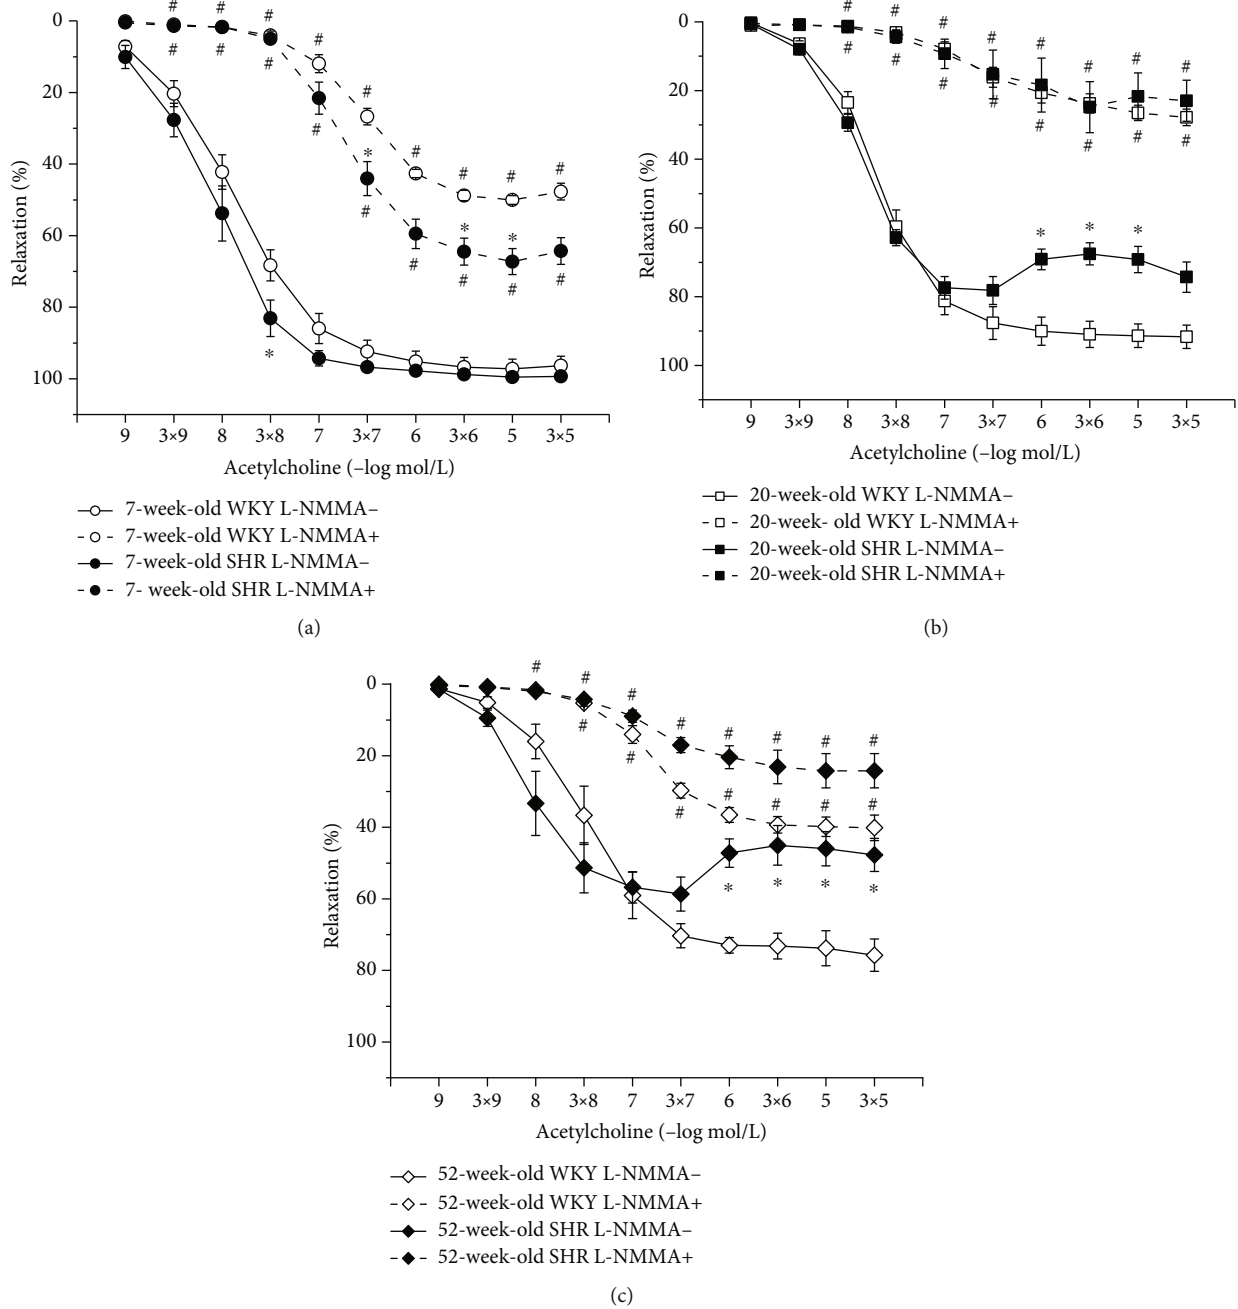 # # # # # # # # # #
0
20
40
60
80
100
Relaxation (%)
# # # # # * # # # # * * # # # #
*
9 3×9 8 3×8 7 3×7 6 3×6 5 3×5
Acetylcholine (–log mol/L)
7-week-old WKY L-NMMA–
7-week-old WKY L-NMMA+
7-week-old SHR L-NMMA–
7- week-old SHR L-NMMA+
(a)
# # # # # # # #
0
20
40
60
80
100
Relaxation (%)
# # # # # # # #
* * *
9 3×9 8 3×8 7 3×7 6 3×6 5 3×5
Acetylcholine (–log mol/L)
20-week-old WKY L-NMMA–
20-week- old WKY L-NMMA+
20-week-old SHR L-NMMA–
20-week-old SHR L-NMMA+
(b)
# # # # # # # #
0
20
40
60
80
100
Relaxation (%)
# # # # # # #
* * * *
9 3×9 8 3×8 7 3×7 6 3×6 5 3×5
Acetylcholine (–log mol/L)
52-week-old WKY L-NMMA–
52-week-old WKY L-NMMA+
52-week-old SHR L-NMMA–
52-week-old SHR L-NMMA+
(c)